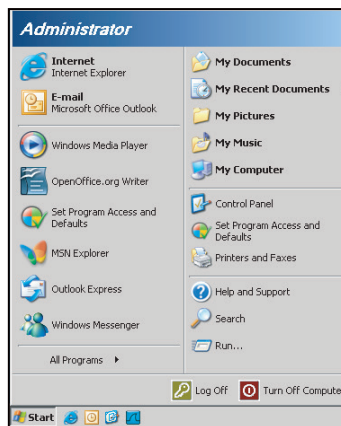 Administrator
Internet
Internet Explorer
E-mail
Microsoft Office Outlook
Windows Media Player
OpenOffice.org Writer
Set Program Access and
Defaults
MSN Explorer
Outlook Express
Windows Messenger
All Programs
My Documents
My Recent Documents
My Pictures
My Music
My Computer
Control Panel
Set Program Access and
Defaults
Printers and Faxes
Help and Support
Search
Run...
Log Off
Turn Off Compute
Start